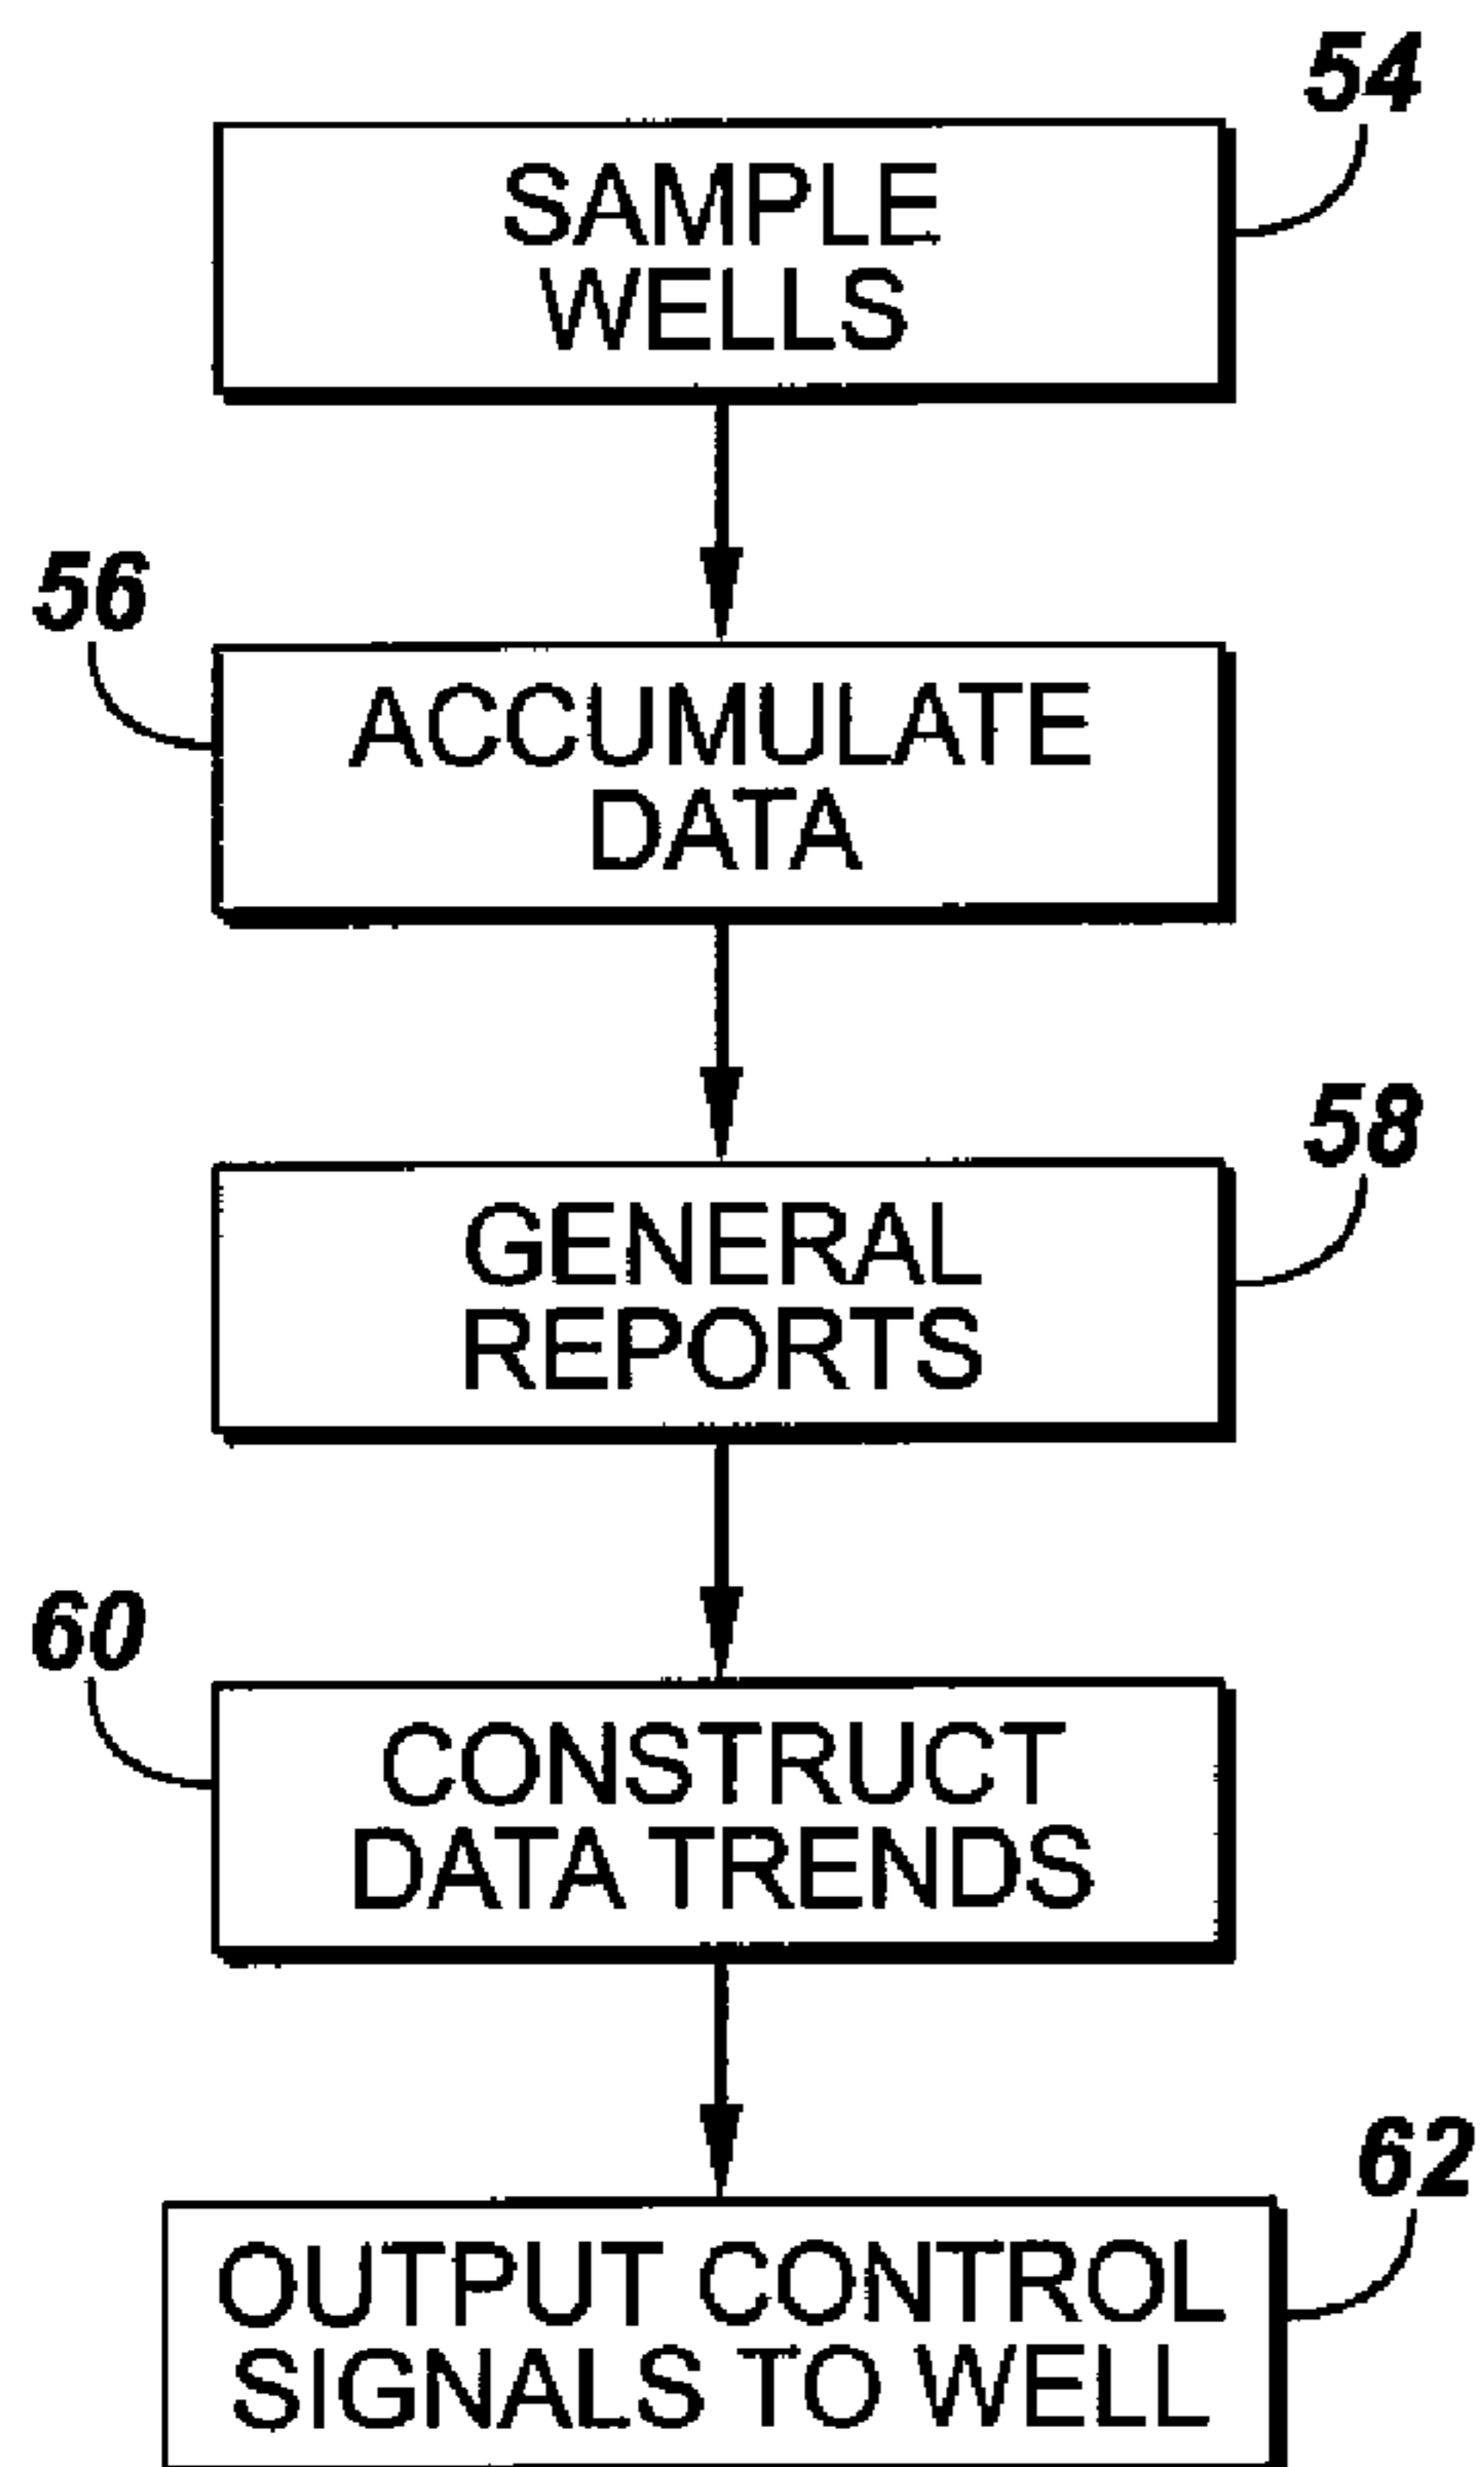 54
SAMPLE
WELLS
56
ACCUMULATE
DATA
58
GENERAL
REPORTS
60
CONSTRUCT
DATA TRENDS
62
OUTPUT CONTROL
SIGNALS TO WELL